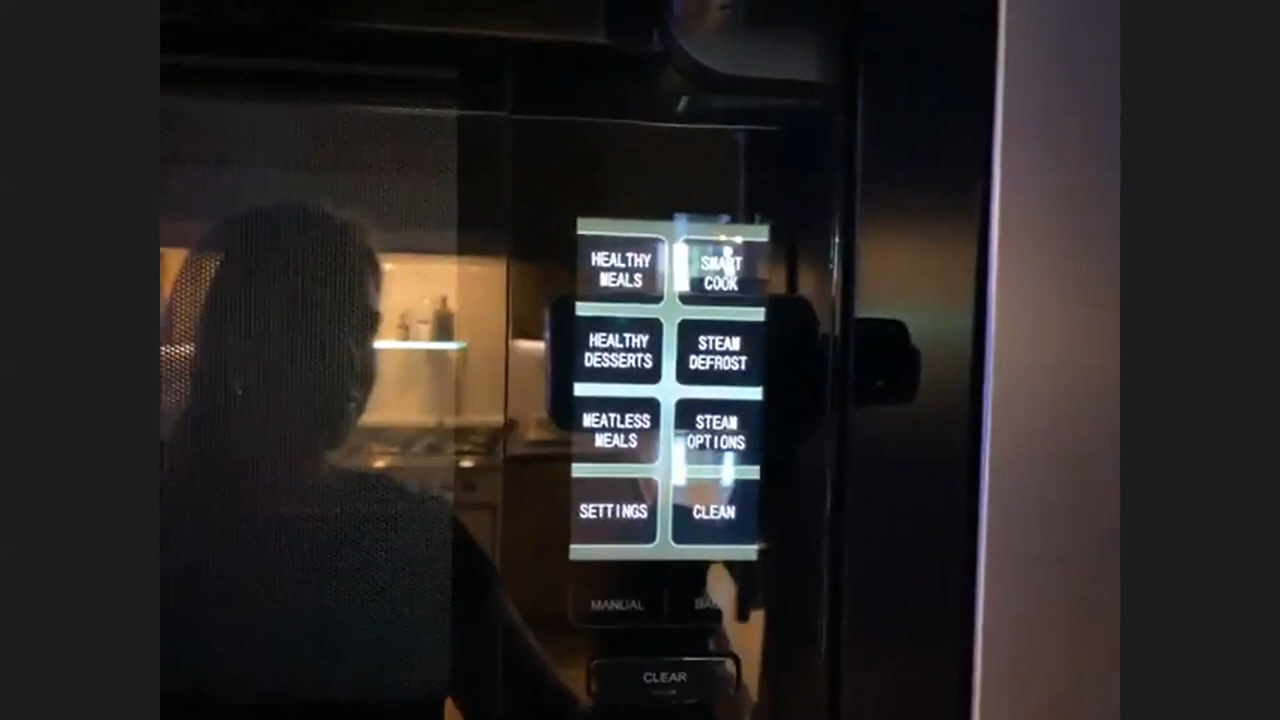 HEALTHY
MEALS
SMART
COOK
HEALTHY
DESSERTS
STEAM
DEFROST
MEATLESS
MEALS
STEAM
OPTIONS
SETTINGS
CLEAN
MANUAL
CLEAR